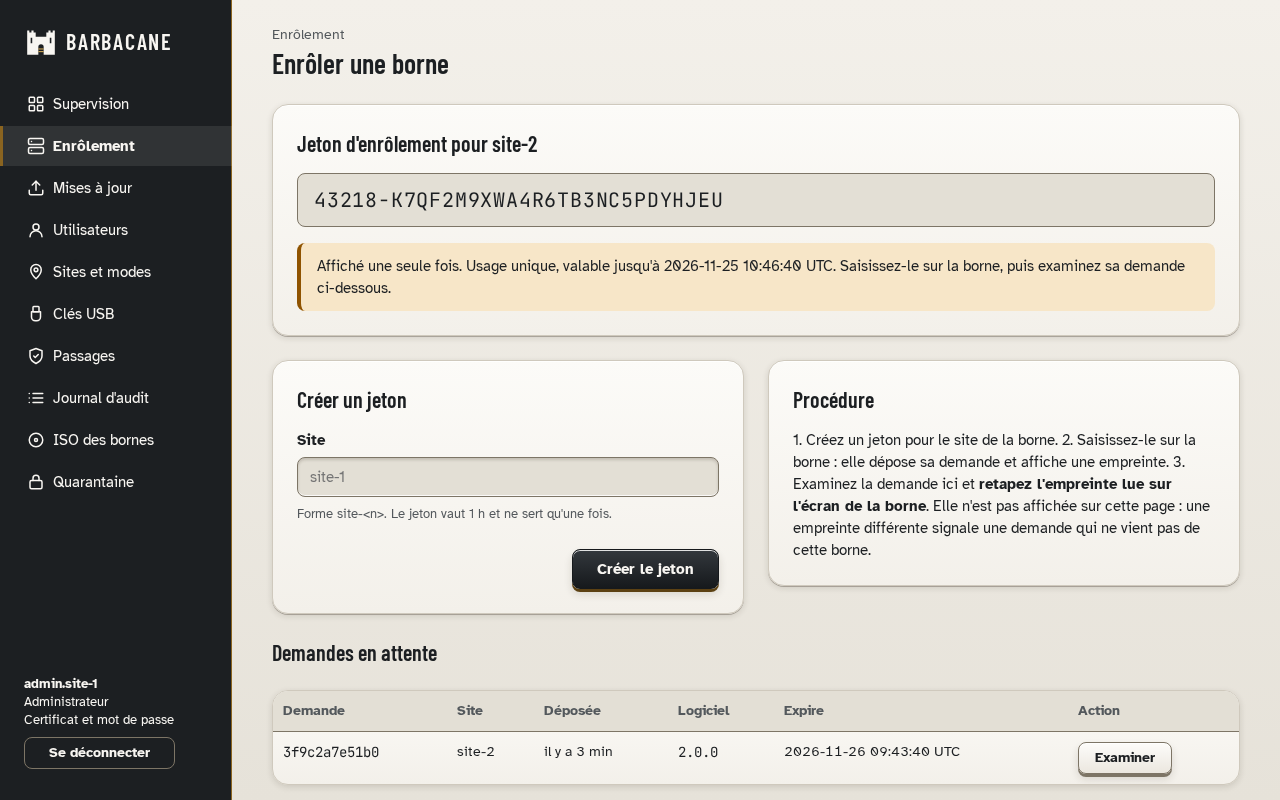 BARBACANE
Supervision
Enrôlement
Mises à jour
Utilisateurs
Sites et modes
Clés USB
Passages
Journal d'audit
ISO des bornes
Quarantaine
admin.site-1
Administrateur
Certificat et mot de passe
Se déconnecter
Enrôlement
Enrôler une borne
Jeton d'enrôlement pour site-2
43218-K7QF2M9XWA4R6TB3NC5PDYHJEU
Affiché une seule fois. Usage unique, valable jusqu'à 2026-11-25 10:46:40 UTC. Saisissez-le sur la borne, puis examinez sa demande
ci-dessous.
Créer un jeton
Site
site-1
Forme site-<n>. Le jeton vaut 1 h et ne sert qu'une fois.
Créer le jeton
Procédure
1. Créez un jeton pour le site de la borne. 2. Saisissez-le sur la
borne : elle dépose sa demande et affiche une empreinte. 3.
Examinez la demande ici et retapez l'empreinte lue sur
l'écran de la borne. Elle n'est pas affichée sur cette page : une
empreinte différente signale une demande qui ne vient pas de
cette borne.
Demandes en attente
Demande Site Déposée Logiciel Expire Action
3f9c2a7e51b0 site-2 il y a 3 min 2.0.0 2026-11-26 09:43:40 UTC Examiner